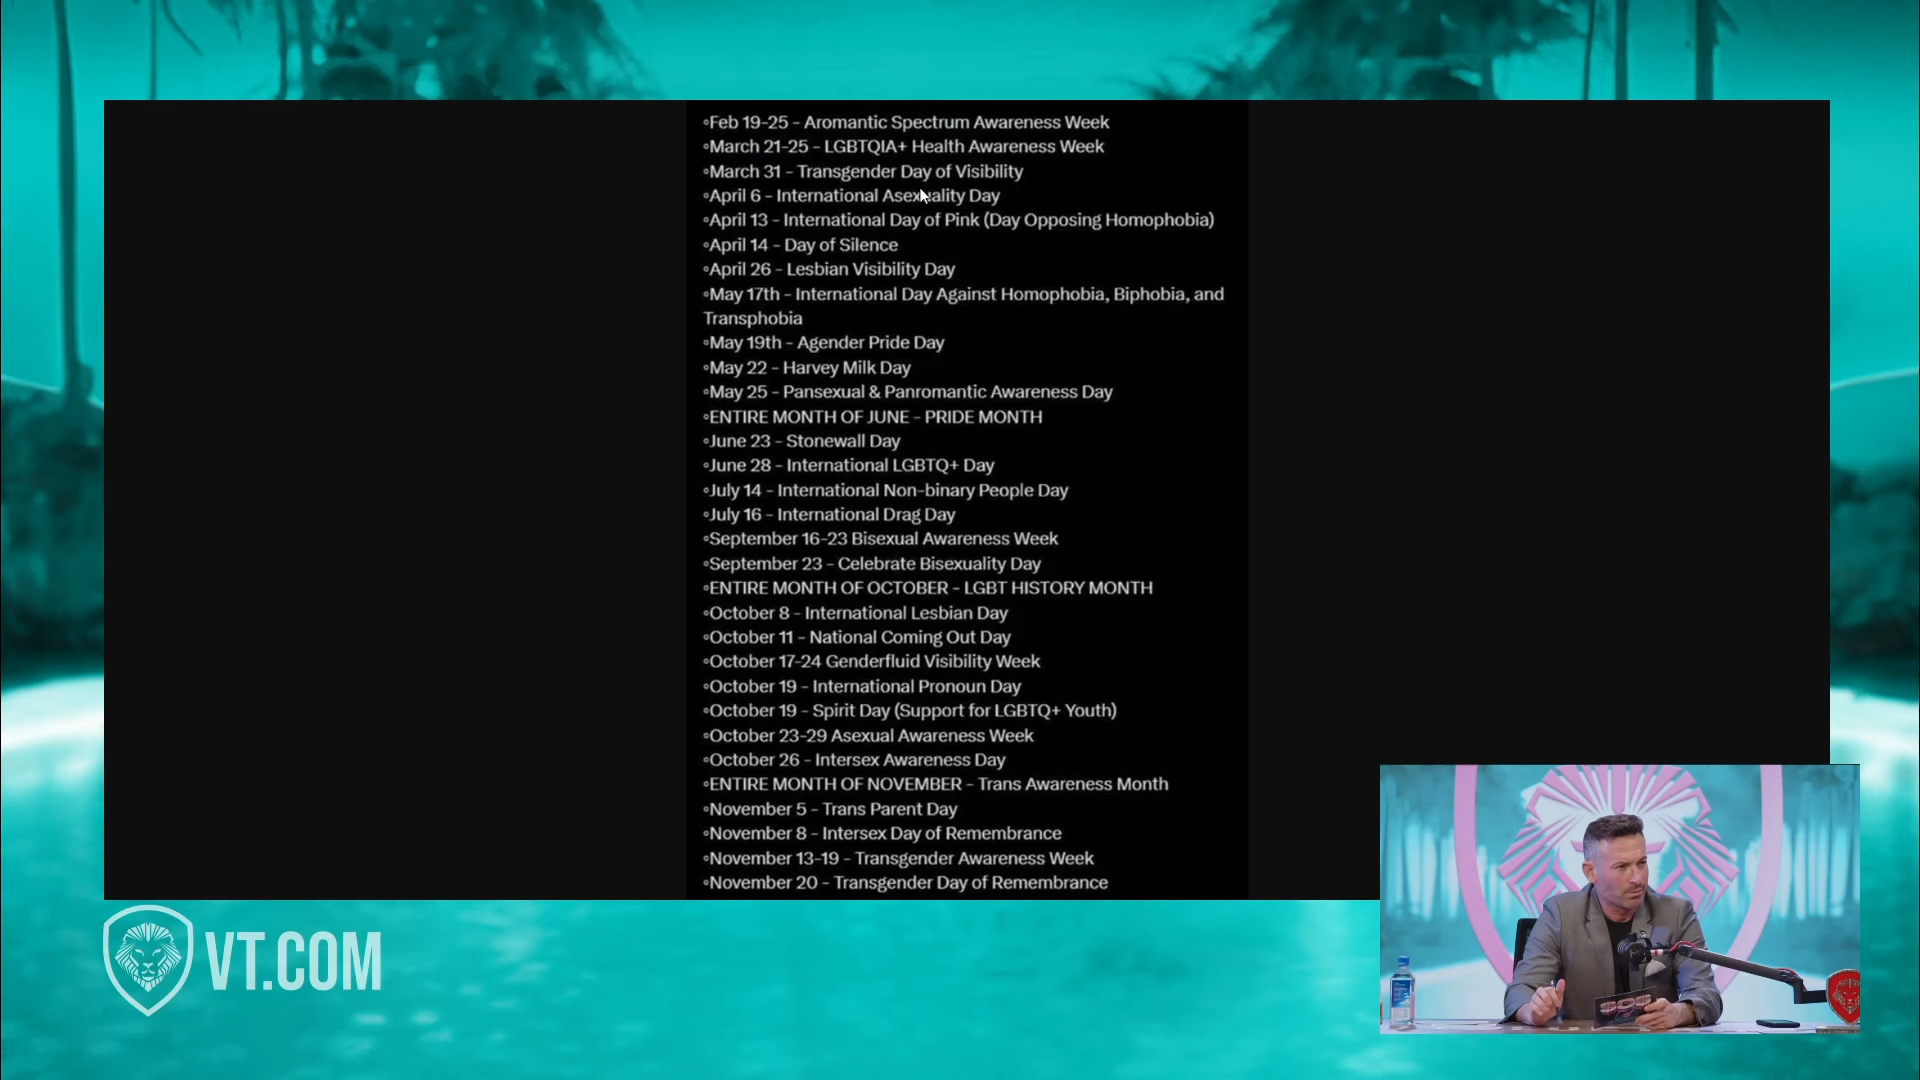 ◦Feb 19-25 - Aromantic Spectrum Awareness Week
◦March 21-25 - LGBTQIA+ Health Awareness Week
◦March 31 - Transgender Day of Visibility
◦April 6 - International Asexuality Day
◦April 13 - International Day of Pink (Day Opposing Homophobia)
◦April 14 - Day of Silence
◦April 26 - Lesbian Visibility Day
◦May 17th - International Day Against Homophobia, Biphobia, and
Transphobia
◦May 19th - Agender Pride Day
◦May 22 - Harvey Milk Day
◦May 25 - Pansexual & Panromantic Awareness Day
◦ENTIRE MONTH OF JUNE - PRIDE MONTH
◦June 23 - Stonewall Day
◦June 28 - International LGBTQ+ Day
◦July 14 - International Non-binary People Day
◦July 16 - International Drag Day
◦September 16-23 Bisexual Awareness Week
◦September 23 - Celebrate Bisexuality Day
◦ENTIRE MONTH OF OCTOBER - LGBT HISTORY MONTH
◦October 8 - International Lesbian Day
◦October 11 - National Coming Out Day
◦October 17-24 Genderfluid Visibility Week
◦October 19 - International Pronoun Day
◦October 19 - Spirit Day (Support for LGBTQ+ Youth)
◦October 23-29 Asexual Awareness Week
◦October 26 - Intersex Awareness Day
◦ENTIRE MONTH OF NOVEMBER - Trans Awareness Month
◦November 5 - Trans Parent Day
◦November 8 - Intersex Day of Remembrance
◦November 13-19 - Transgender Awareness Week
◦November 20 - Transgender Day of Remembrance
VT.COM